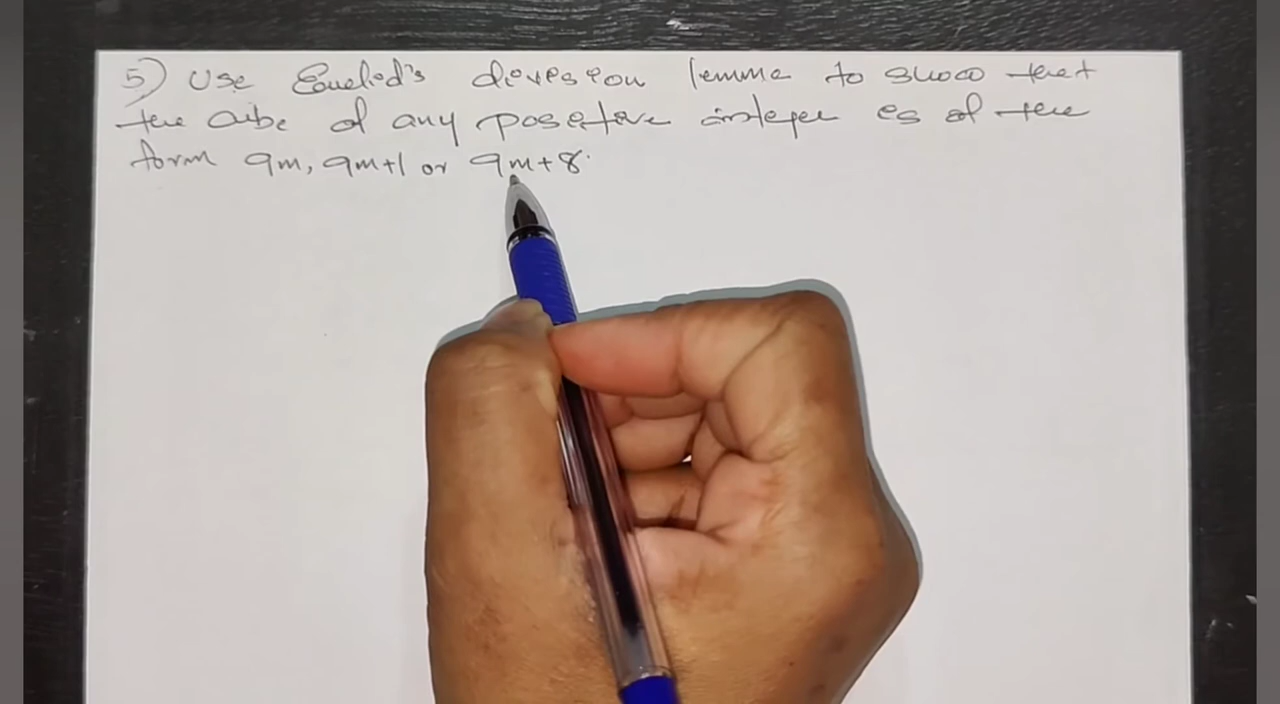 5) Use Euclid's division lemma to show that
the cube of any positive integer is of the
form 9m, 9m+1 or 9m+8.